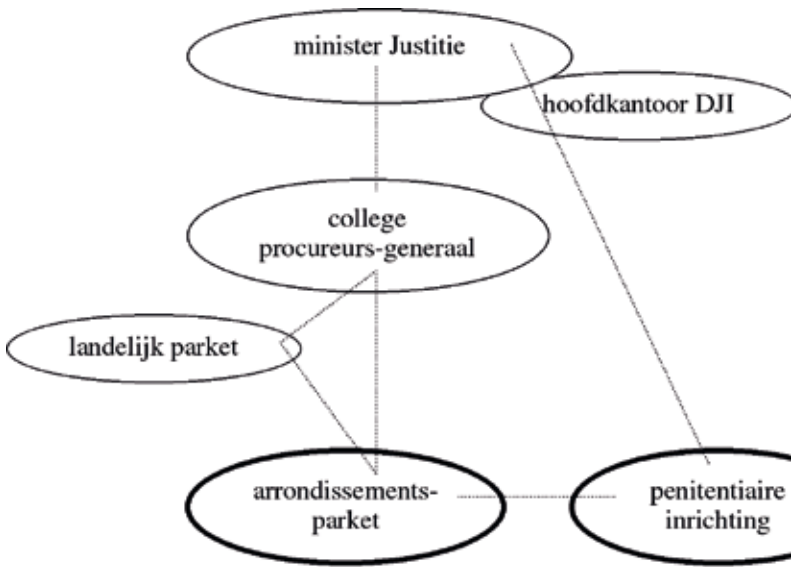 minister Justitie
hoofdkantoor DJI
college
procureurs-generaal
landelijk parket
arrondissements-
parket
penitentiaire
inrichting